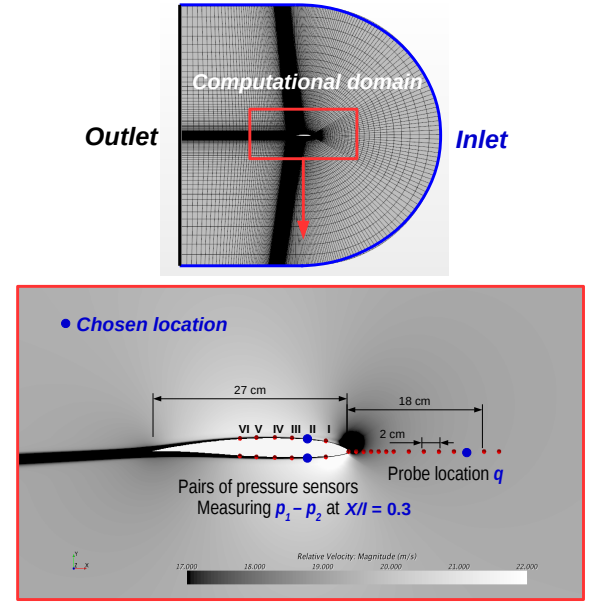 Computational domain
Outlet
Inlet
Chosen location
27 cm
18 cm
VI V IV III II I
2 cm
Probe location q
Pairs of pressure sensors
Measuring p₁ – p₂ at X/l = 0.3
Y
Z X
Relative Velocity: Magnitude (m/s)
17.000 18.000 19.000 20.000 21.000 22.000